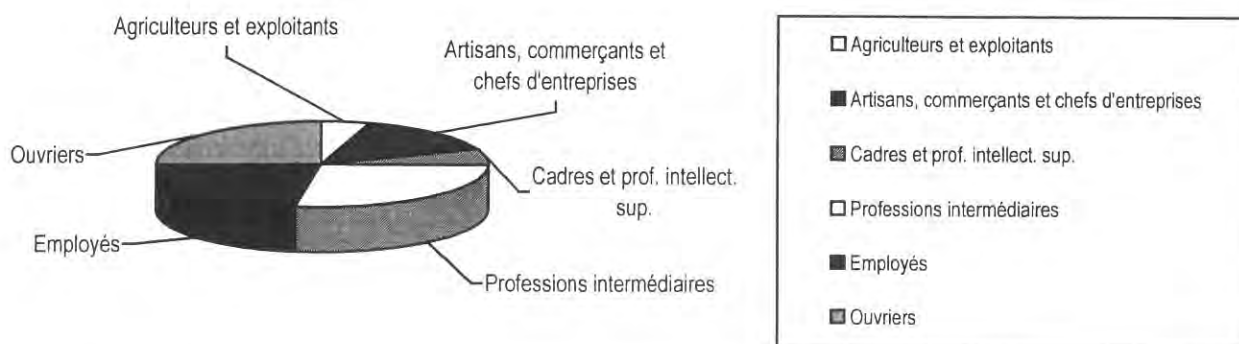 Agriculteurs et exploitants
Artisans, commerçants et
chefs d'entreprises
Ouvriers
Cadres et prof. intellect.
sup.
Employés
Professions intermédiaires
Agriculteurs et exploitants
Artisans, commerçants et chefs d'entreprises
Cadres et prof. intellect. sup.
Professions intermédiaires
Employés
Ouvriers